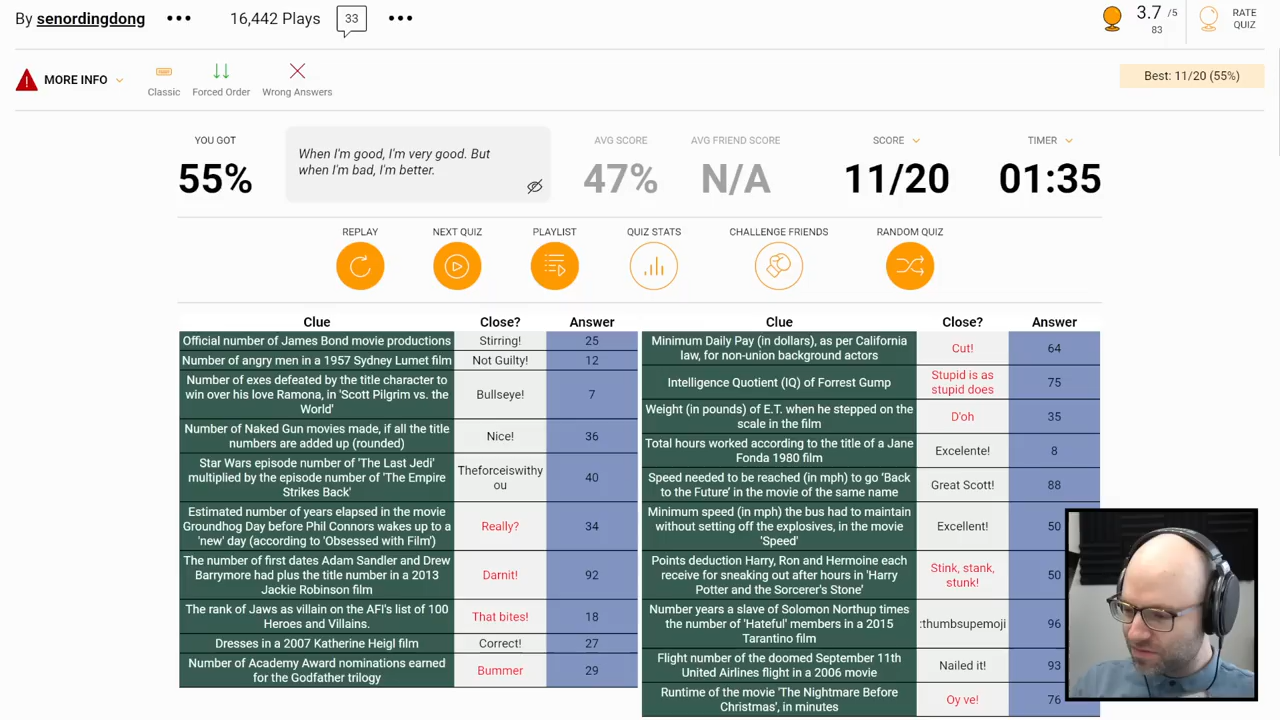 By senordingdong ••• 16,442 Plays 33 •••
3.7 /5
83
RATE
QUIZ
MORE INFO
Classic
Forced Order
Wrong Answers
Best: 11/20 (55%)
YOU GOT
55%
When I'm good, I'm very good. But
when I'm bad, I'm better.
AVG SCORE
47%
AVG FRIEND SCORE
N/A
SCORE
11/20
TIMER
01:35
REPLAY
NEXT QUIZ
PLAYLIST
QUIZ STATS
CHALLENGE FRIENDS
RANDOM QUIZ
Clue Close? Answer
Official number of James Bond movie productions Stirring! 25
Number of angry men in a 1957 Sydney Lumet film Not Guilty! 12
Number of exes defeated by the title character to
win over his love Ramona, in 'Scott Pilgrim vs. the
World'
Bullseye!
7
Number of Naked Gun movies made, if all the title
numbers are added up (rounded)
Nice!
36
Star Wars episode number of 'The Last Jedi'
multiplied by the episode number of 'The Empire
Strikes Back'
Theforceiswithy
ou
40
Estimated number of years elapsed in the movie
Groundhog Day before Phil Connors wakes up to a
'new' day (according to 'Obsessed with Film')
Really?
34
The number of first dates Adam Sandler and Drew
Barrymore had plus the title number in a 2013
Jackie Robinson film
Darnit!
92
The rank of Jaws as villain on the AFI's list of 100
Heroes and Villains.
That bites!
18
Dresses in a 2007 Katherine Heigl film Correct! 27
Number of Academy Award nominations earned
for the Godfather trilogy
Bummer
29
Clue Close? Answer
Minimum Daily Pay (in dollars), as per California
law, for non-union background actors
Cut!
64
Intelligence Quotient (IQ) of Forrest Gump
Stupid is as
stupid does
75
Weight (in pounds) of E.T. when he stepped on the
scale in the film
D'oh
35
Total hours worked according to the title of a Jane
Fonda 1980 film
Excelente!
8
Speed needed to be reached (in mph) to go 'Back
to the Future' in the movie of the same name
Great Scott!
88
Minimum speed (in mph) the bus had to maintain
without setting off the explosives, in the movie
'Speed'
Excellent!
50
Points deduction Harry, Ron and Hermoine each
receive for sneaking out after hours in 'Harry
Potter and the Sorcerer's Stone'
Stink, stank,
stunk!
50
Number years a slave of Solomon Northup times
the number of 'Hateful' members in a 2015
Tarantino film
:thumbsupemoji
96
Flight number of the doomed September 11th
United Airlines flight in a 2006 movie
Nailed it!
93
Runtime of the movie 'The Nightmare Before
Christmas', in minutes
Oy ve!
76